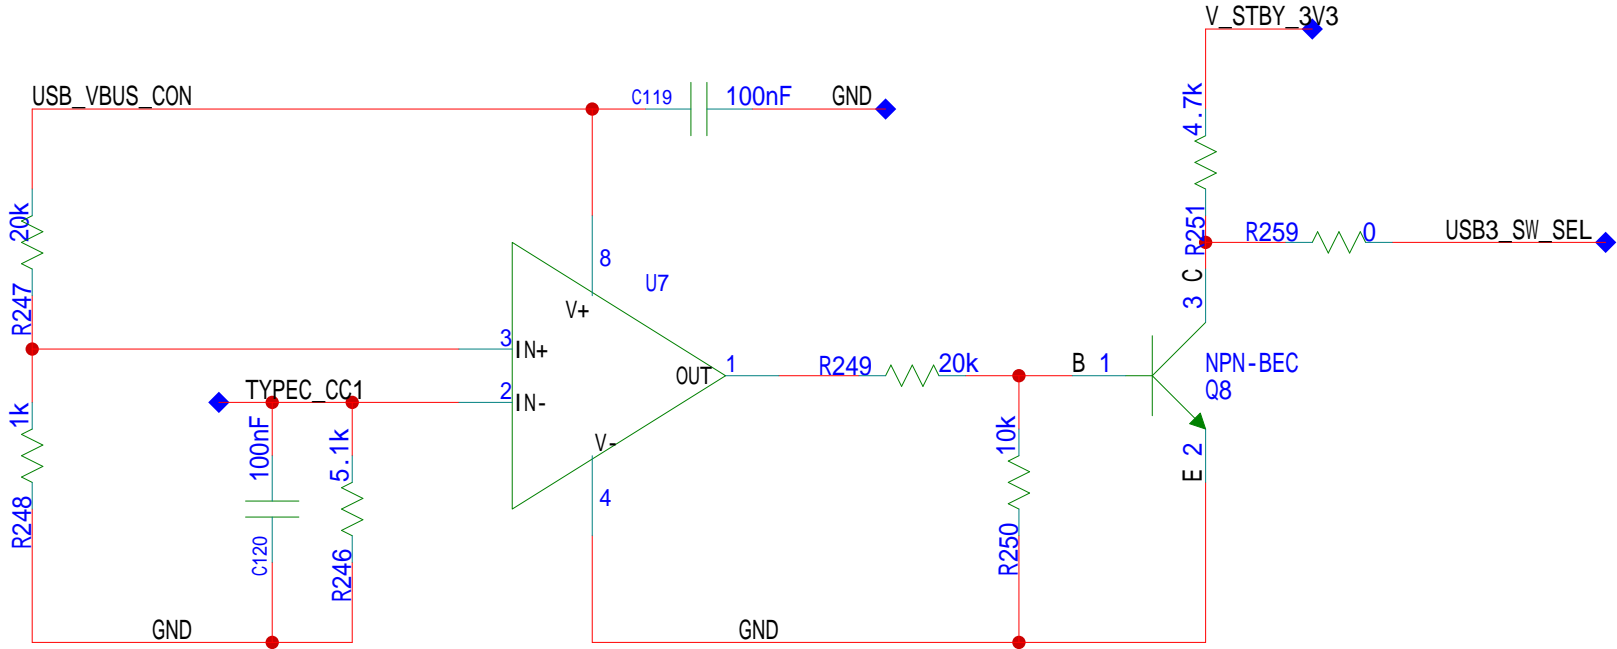 V_STBY_3V3
USB_VBUS_CON
C119
100nF
GND
4.7k
R251
20k
R247
8
U7
V+
R259
0
USB3_SW_SEL
C
3
3
IN+
2
IN-
OUT
1
V-
4
R249
20k
B
1
NPN-BEC
Q8
TYPEC_CC1
1k
R248
100nF
C120
5.1k
R246
10k
R250
2
E
GND
GND